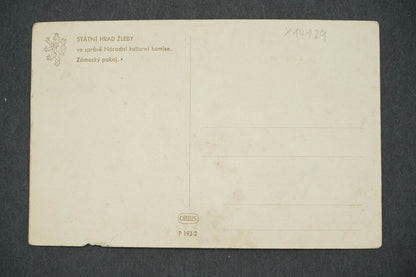 STÁTNÍ HRAD ŽLEBY
ve správě Národní kulturní komise.
Zámecký pokoj. •
X14129
ORBIS
P 193-2